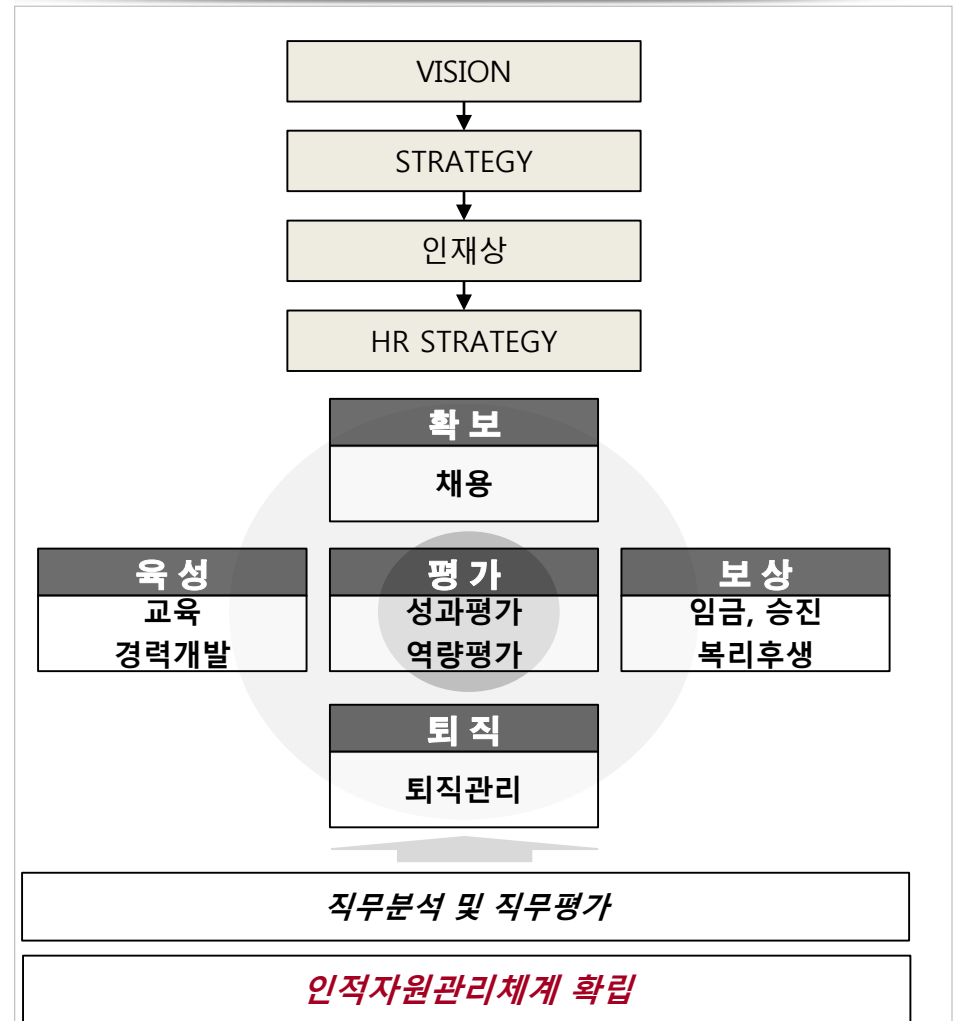 VISION
STRATEGY
인재상
HR STRATEGY
확 보
채용
육 성
교육
경력개발
평 가
성과평가
역량평가
보 상
임금, 승진
복리후생
퇴 직
퇴직관리
직무분석 및 직무평가
인적자원관리체계 확립